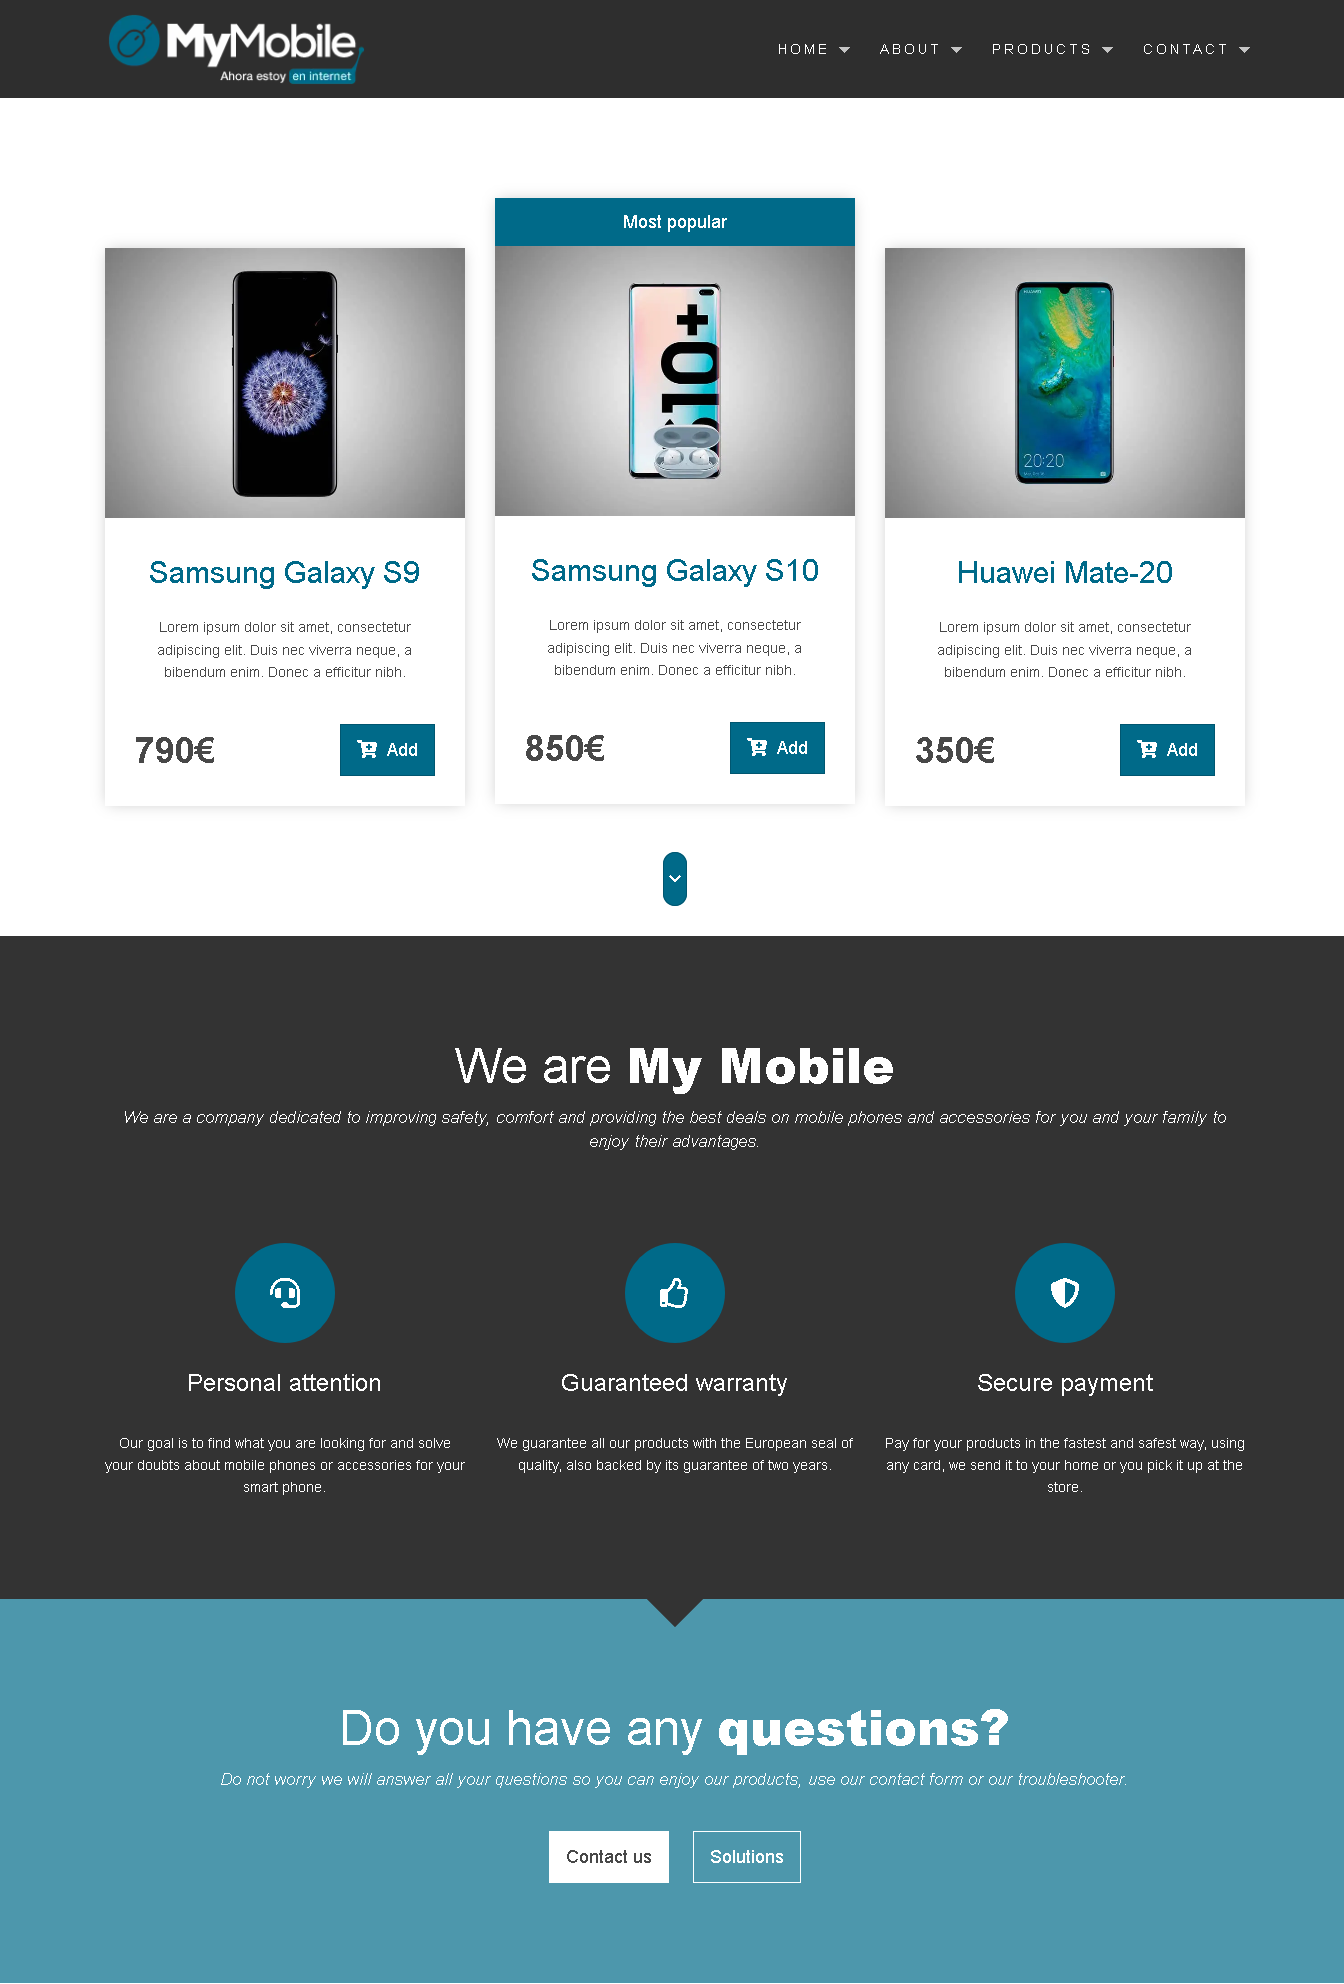 MyMobile
Ahora estoy en internet
HOME ABOUT PRODUCTS CONTACT
Most popular
HUAWEI
S10+
20:20
Samsung Galaxy S9
Lorem ipsum dolor sit amet, consectetur
adipiscing elit. Duis nec viverra neque, a
bibendum enim. Donec a efficitur nibh.
790€
Add
Samsung Galaxy S10
Lorem ipsum dolor sit amet, consectetur
adipiscing elit. Duis nec viverra neque, a
bibendum enim. Donec a efficitur nibh.
850€
Add
Huawei Mate-20
Lorem ipsum dolor sit amet, consectetur
adipiscing elit. Duis nec viverra neque, a
bibendum enim. Donec a efficitur nibh.
350€
Add
We are My Mobile
We are a company dedicated to improving safety, comfort and providing the best deals on mobile phones and accessories for you and your family to
enjoy their advantages.
Personal attention
Our goal is to find what you are looking for and solve
your doubts about mobile phones or accessories for your
smart phone.
Guaranteed warranty
We guarantee all our products with the European seal of
quality, also backed by its guarantee of two years.
Secure payment
Pay for your products in the fastest and safest way, using
any card, we send it to your home or you pick it up at the
store.
Do you have any questions?
Do not worry we will answer all your questions so you can enjoy our products, use our contact form or our troubleshooter.
Contact us
Solutions